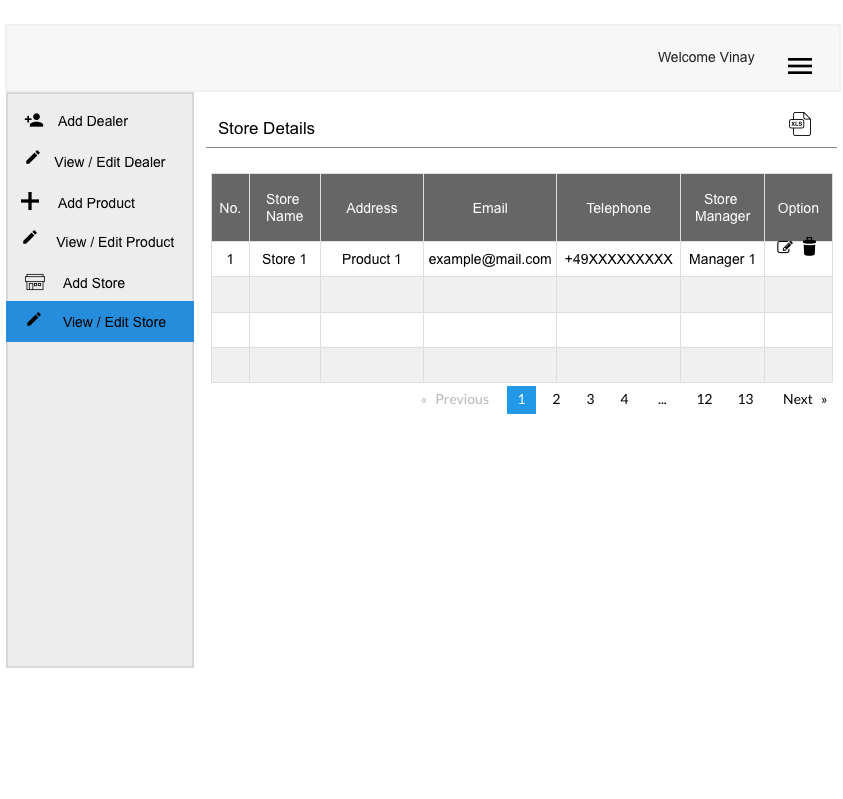 Welcome Vinay
Add Dealer
View / Edit Dealer
Add Product
View / Edit Product
Add Store
View / Edit Store
Store Details
XLS
No.
Store
Name
Address
Email
Telephone
Store
Manager
Option
1
Store 1
Product 1
example@mail.com
+49XXXXXXXXX
Manager 1
« Previous 1 2 3 4 ... 12 13 Next »